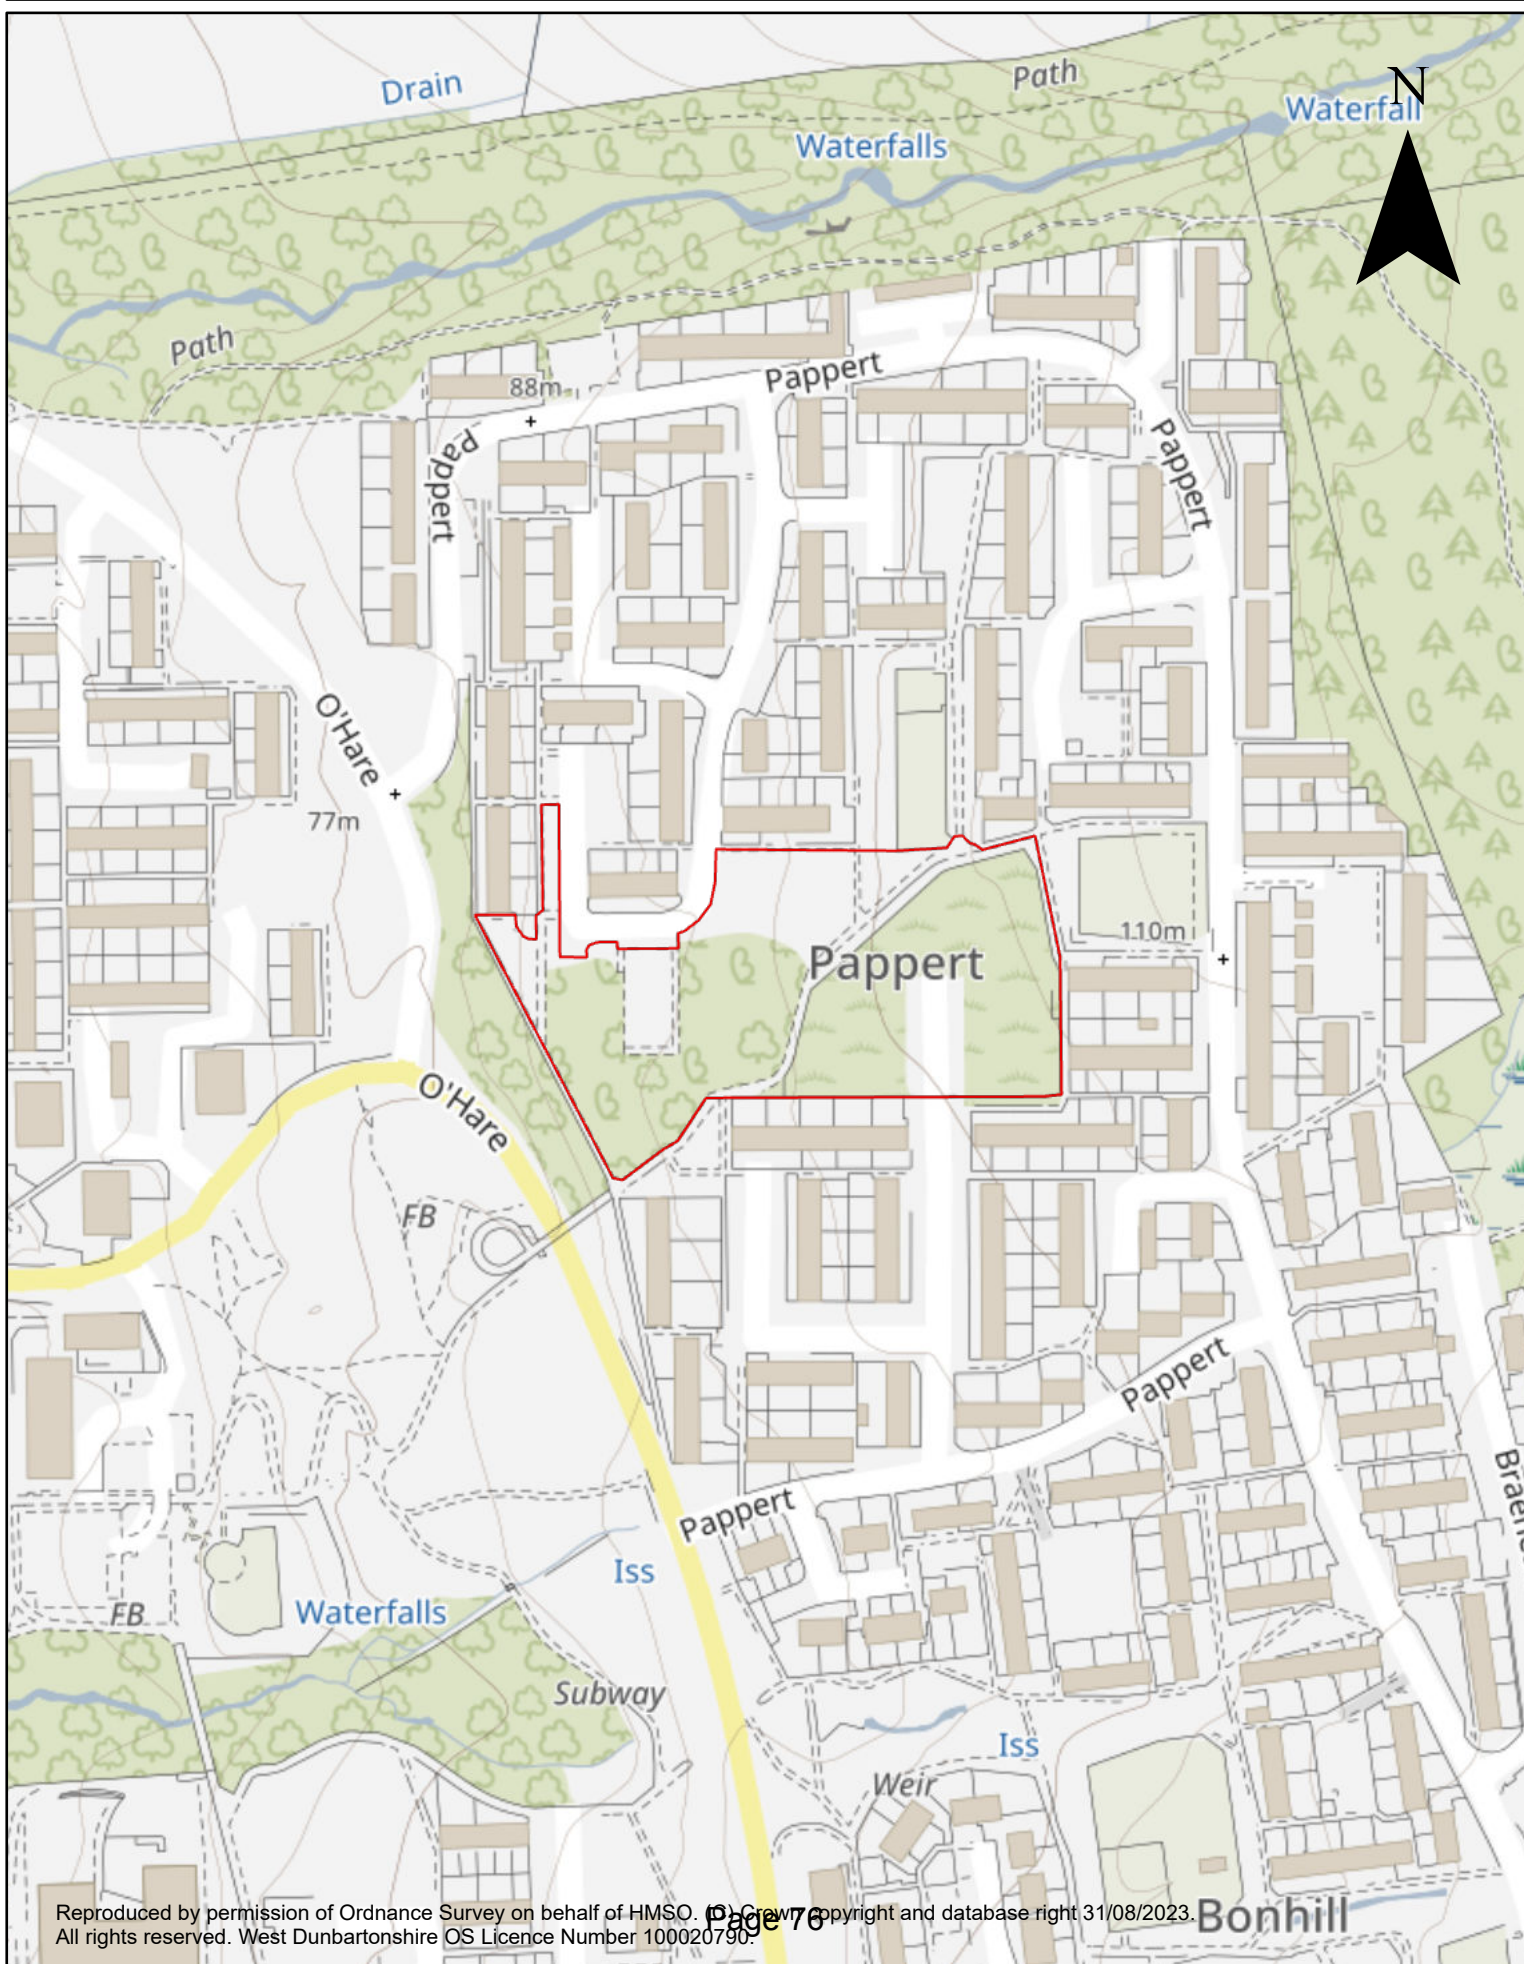 Path
N
Drain
Waterfall
Waterfalls
Path
Pappert
88m
Pappert
Pappert
O'Hare
77m
110m
Pappert
O'Hare
FB
Pappert
Pappert
Iss
Waterfalls
FB
Subway
Iss
Weir
Bonhill
Reproduced by permission of Ordnance Survey on behalf of HMSO. (C) Crown copyright and database right 31/08/2023.
All rights reserved. West Dunbartonshire OS Licence Number 100020790.
Page 76